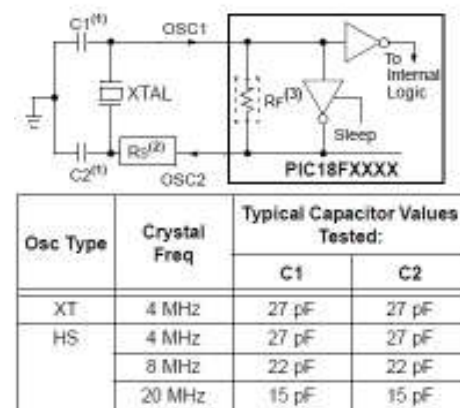 C1(1)
OSC1
XTAL
RF(3)
To
Internal
Logic
Sleep
C2(1)
RS(2)
OSC2
PIC18FXXXX
Osc Type Crystal Freq Typical Capacitor Values Tested:
C1 C2
XT 4 MHz 27 pF 27 pF
HS 4 MHz 27 pF 27 pF
8 MHz 22 pF 22 pF
20 MHz 15 pF 15 pF